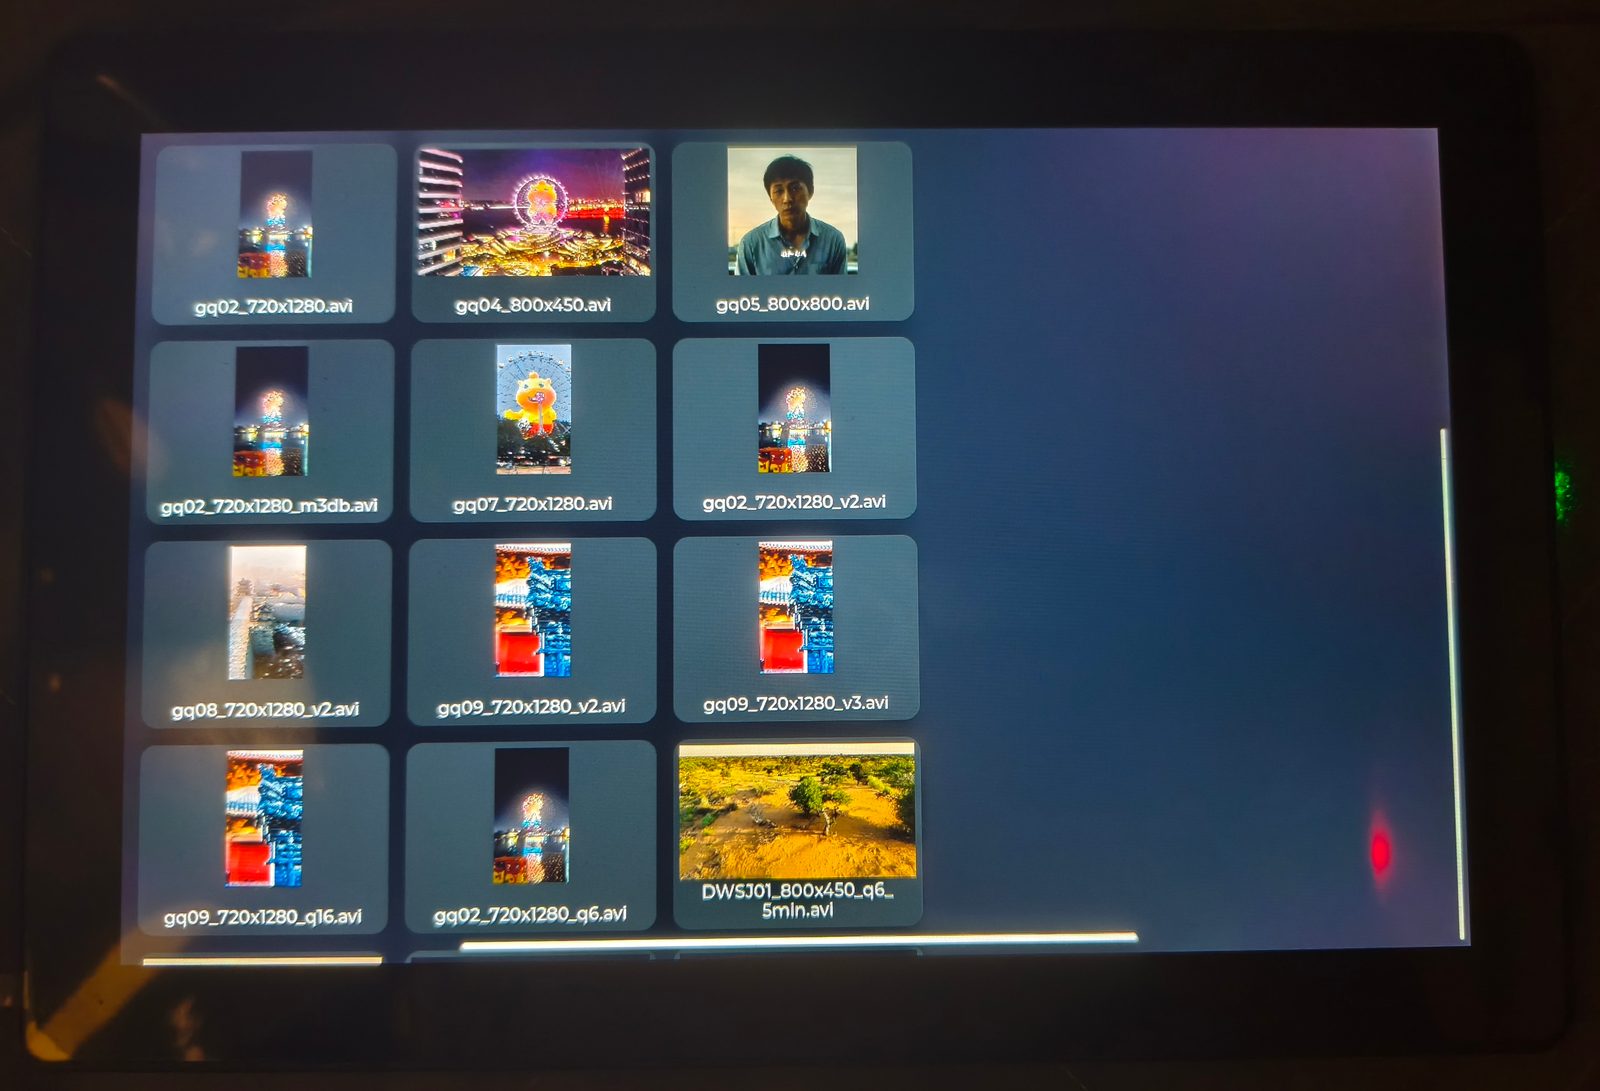 gq02_720x1280.avi
gq04_800x450.avi
gq05_800x800.avi
gq02_720x1280_m3db.avi
gq07_720x1280.avi
gq02_720x1280_v2.avi
gq08_720x1280_v2.avi
gq09_720x1280_v2.avi
gq09_720x1280_v3.avi
gq09_720x1280_q16.avi
gq02_720x1280_q6.avi
DWSJ01_800x450_q6_
5min.avi